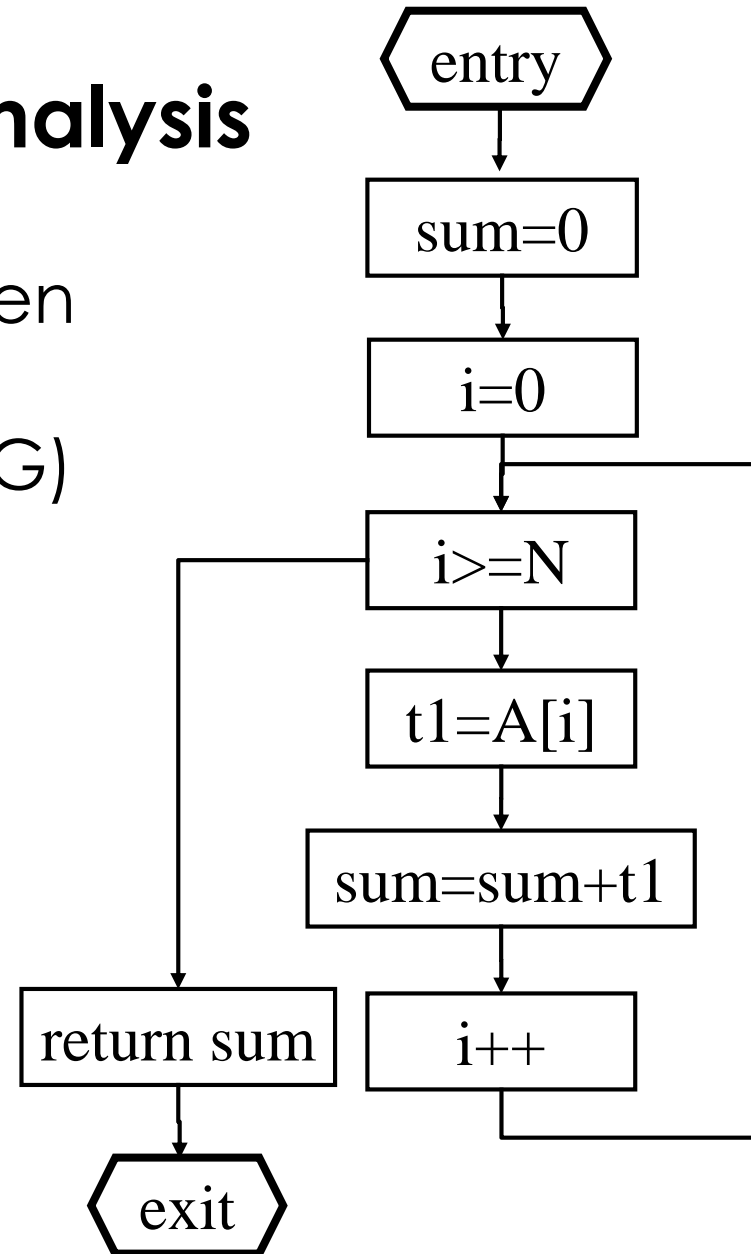 entry
nalysis
sum=0
en
i=0
G)
i>=N
t1=A[i]
sum=sum+t1
return sum
i++
exit